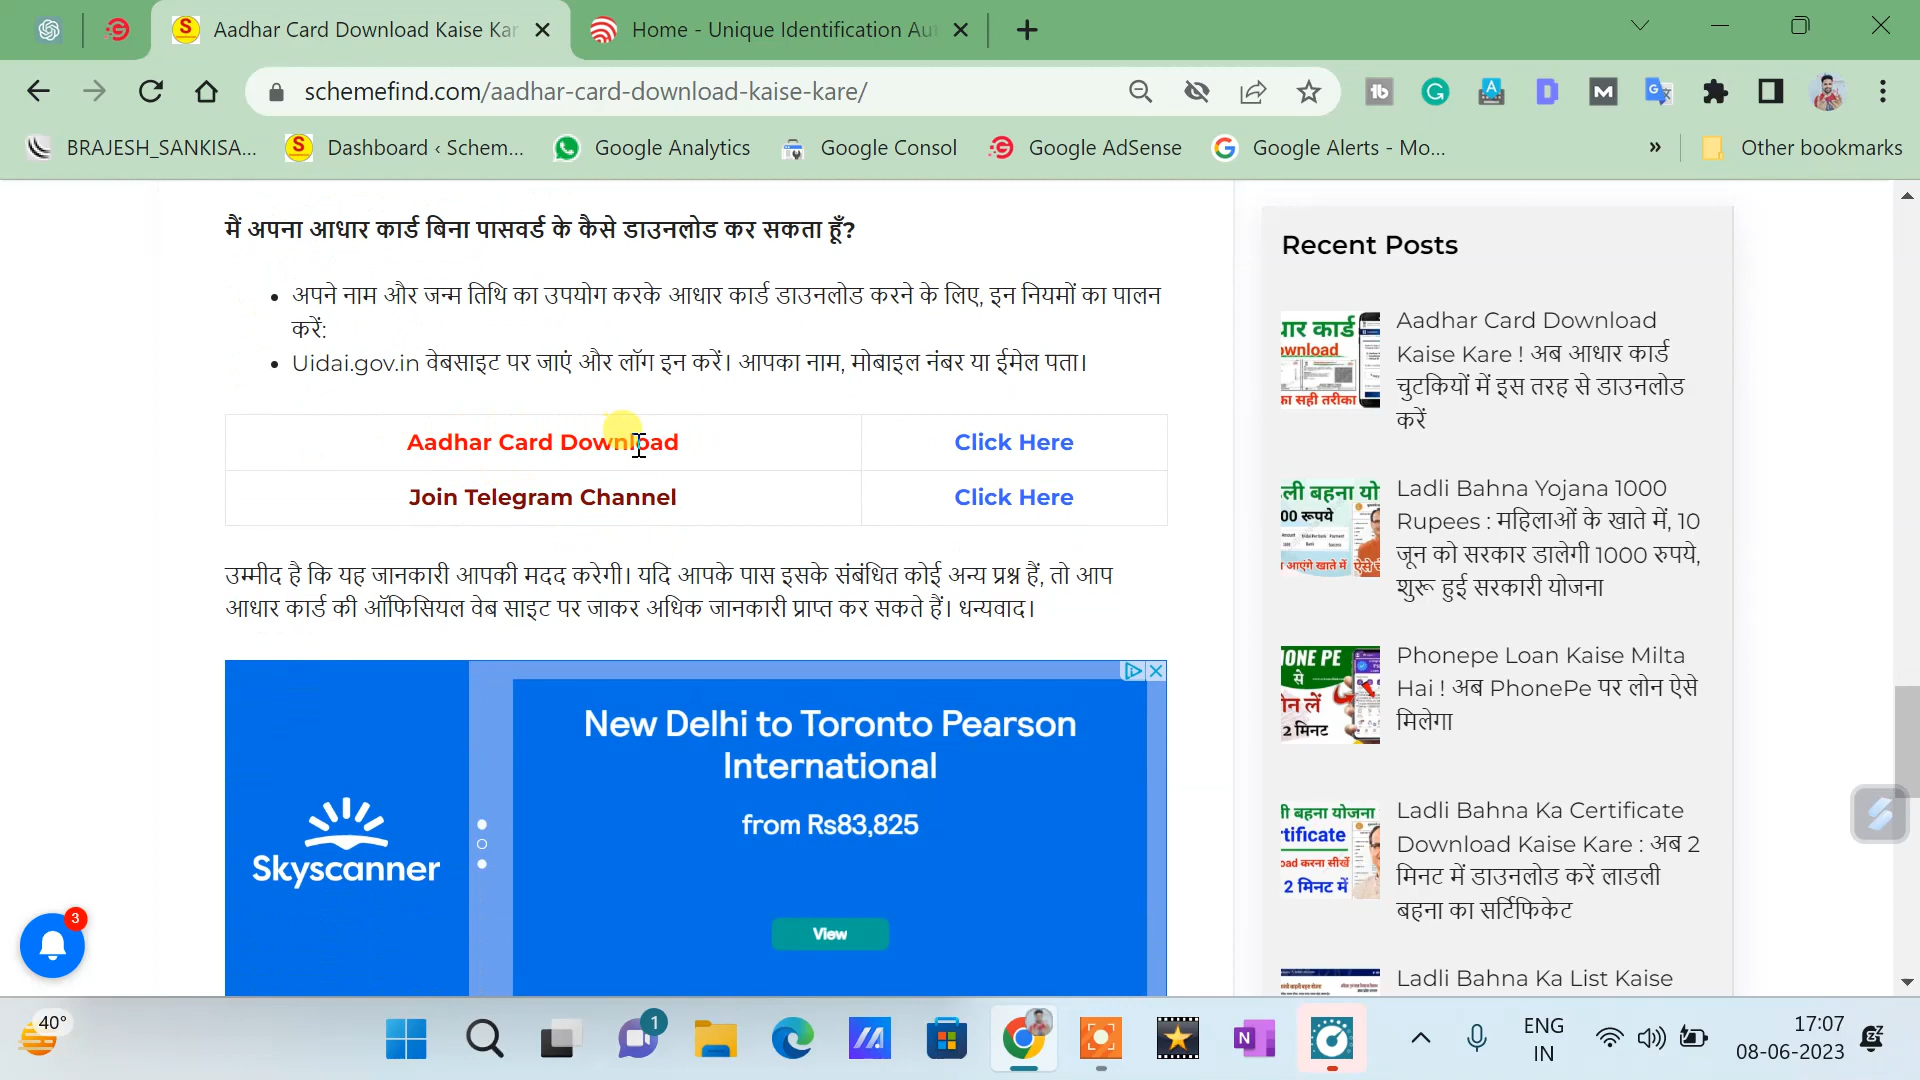 Aadhar Card Download Kaise Kar
Home - Unique Identification Au
schemefind.com/aadhar-card-download-kaise-kare/
BRAJESH_SANKISA...
Dashboard ‹ Schem...
Google Analytics
Google Consol
Google AdSense
Google Alerts - Mo...
»
Other bookmarks
मैं अपना आधार कार्ड बिना पासवर्ड के कैसे डाउनलोड कर सकता हूँ?
• अपने नाम और जन्म तिथि का उपयोग करके आधार कार्ड डाउनलोड करने के लिए, इन नियमों का पालन
करें:
• Uidai.gov.in वेबसाइट पर जाएं और लॉग इन करें। आपका नाम, मोबाइल नंबर या ईमेल पता।
Aadhar Card Download Click Here
Join Telegram Channel Click Here
उम्मीद है कि यह जानकारी आपकी मदद करेगी। यदि आपके पास इसके संबंधित कोई अन्य प्रश्न हैं, तो आप
आधार कार्ड की ऑफिसियल वेब साइट पर जाकर अधिक जानकारी प्राप्त कर सकते हैं। धन्यवाद।
New Delhi to Toronto Pearson
International
from Rs83,825
Skyscanner
View
3
Recent Posts
Aadhar Card Download
Kaise Kare ! अब आधार कार्ड
चुटकियों में इस तरह से डाउनलोड
करें
Ladli Bahna Yojana 1000
Rupees : महिलाओं के खाते में, 10
जून को सरकार डालेगी 1000 रुपये,
शुरू हुई सरकारी योजना
Phonepe Loan Kaise Milta
Hai ! अब PhonePe पर लोन ऐसे
मिलेगा
Ladli Bahna Ka Certificate
Download Kaise Kare : अब 2
मिनट में डाउनलोड करें लाडली
बहना का सर्टिफिकेट
Ladli Bahna Ka List Kaise
40°
1
ENG
IN
17:07
08-06-2023